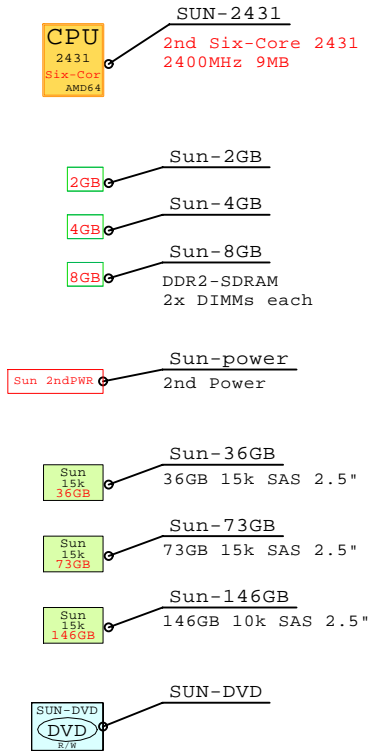 SUN-2431
CPU
2431
Six-Cor
AMD64
2nd Six-Core 2431
2400MHz 9MB
Sun-2GB
2GB
Sun-4GB
4GB
Sun-8GB
8GB
DDR2-SDRAM
2x DIMMs each
Sun-power
Sun 2ndPWR
2nd Power
Sun-36GB
Sun
15k
36GB
36GB 15k SAS 2.5"
Sun-73GB
Sun
15k
73GB
73GB 15k SAS 2.5"
Sun-146GB
Sun
15k
146GB
146GB 10k SAS 2.5"
SUN-DVD
SUN-DVD
DVD
R/W